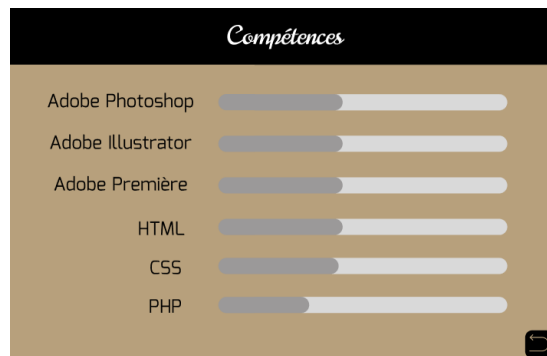 Compétences
Adobe Photoshop
Adobe Illustrator
Adobe Première
HTML
CSS
PHP